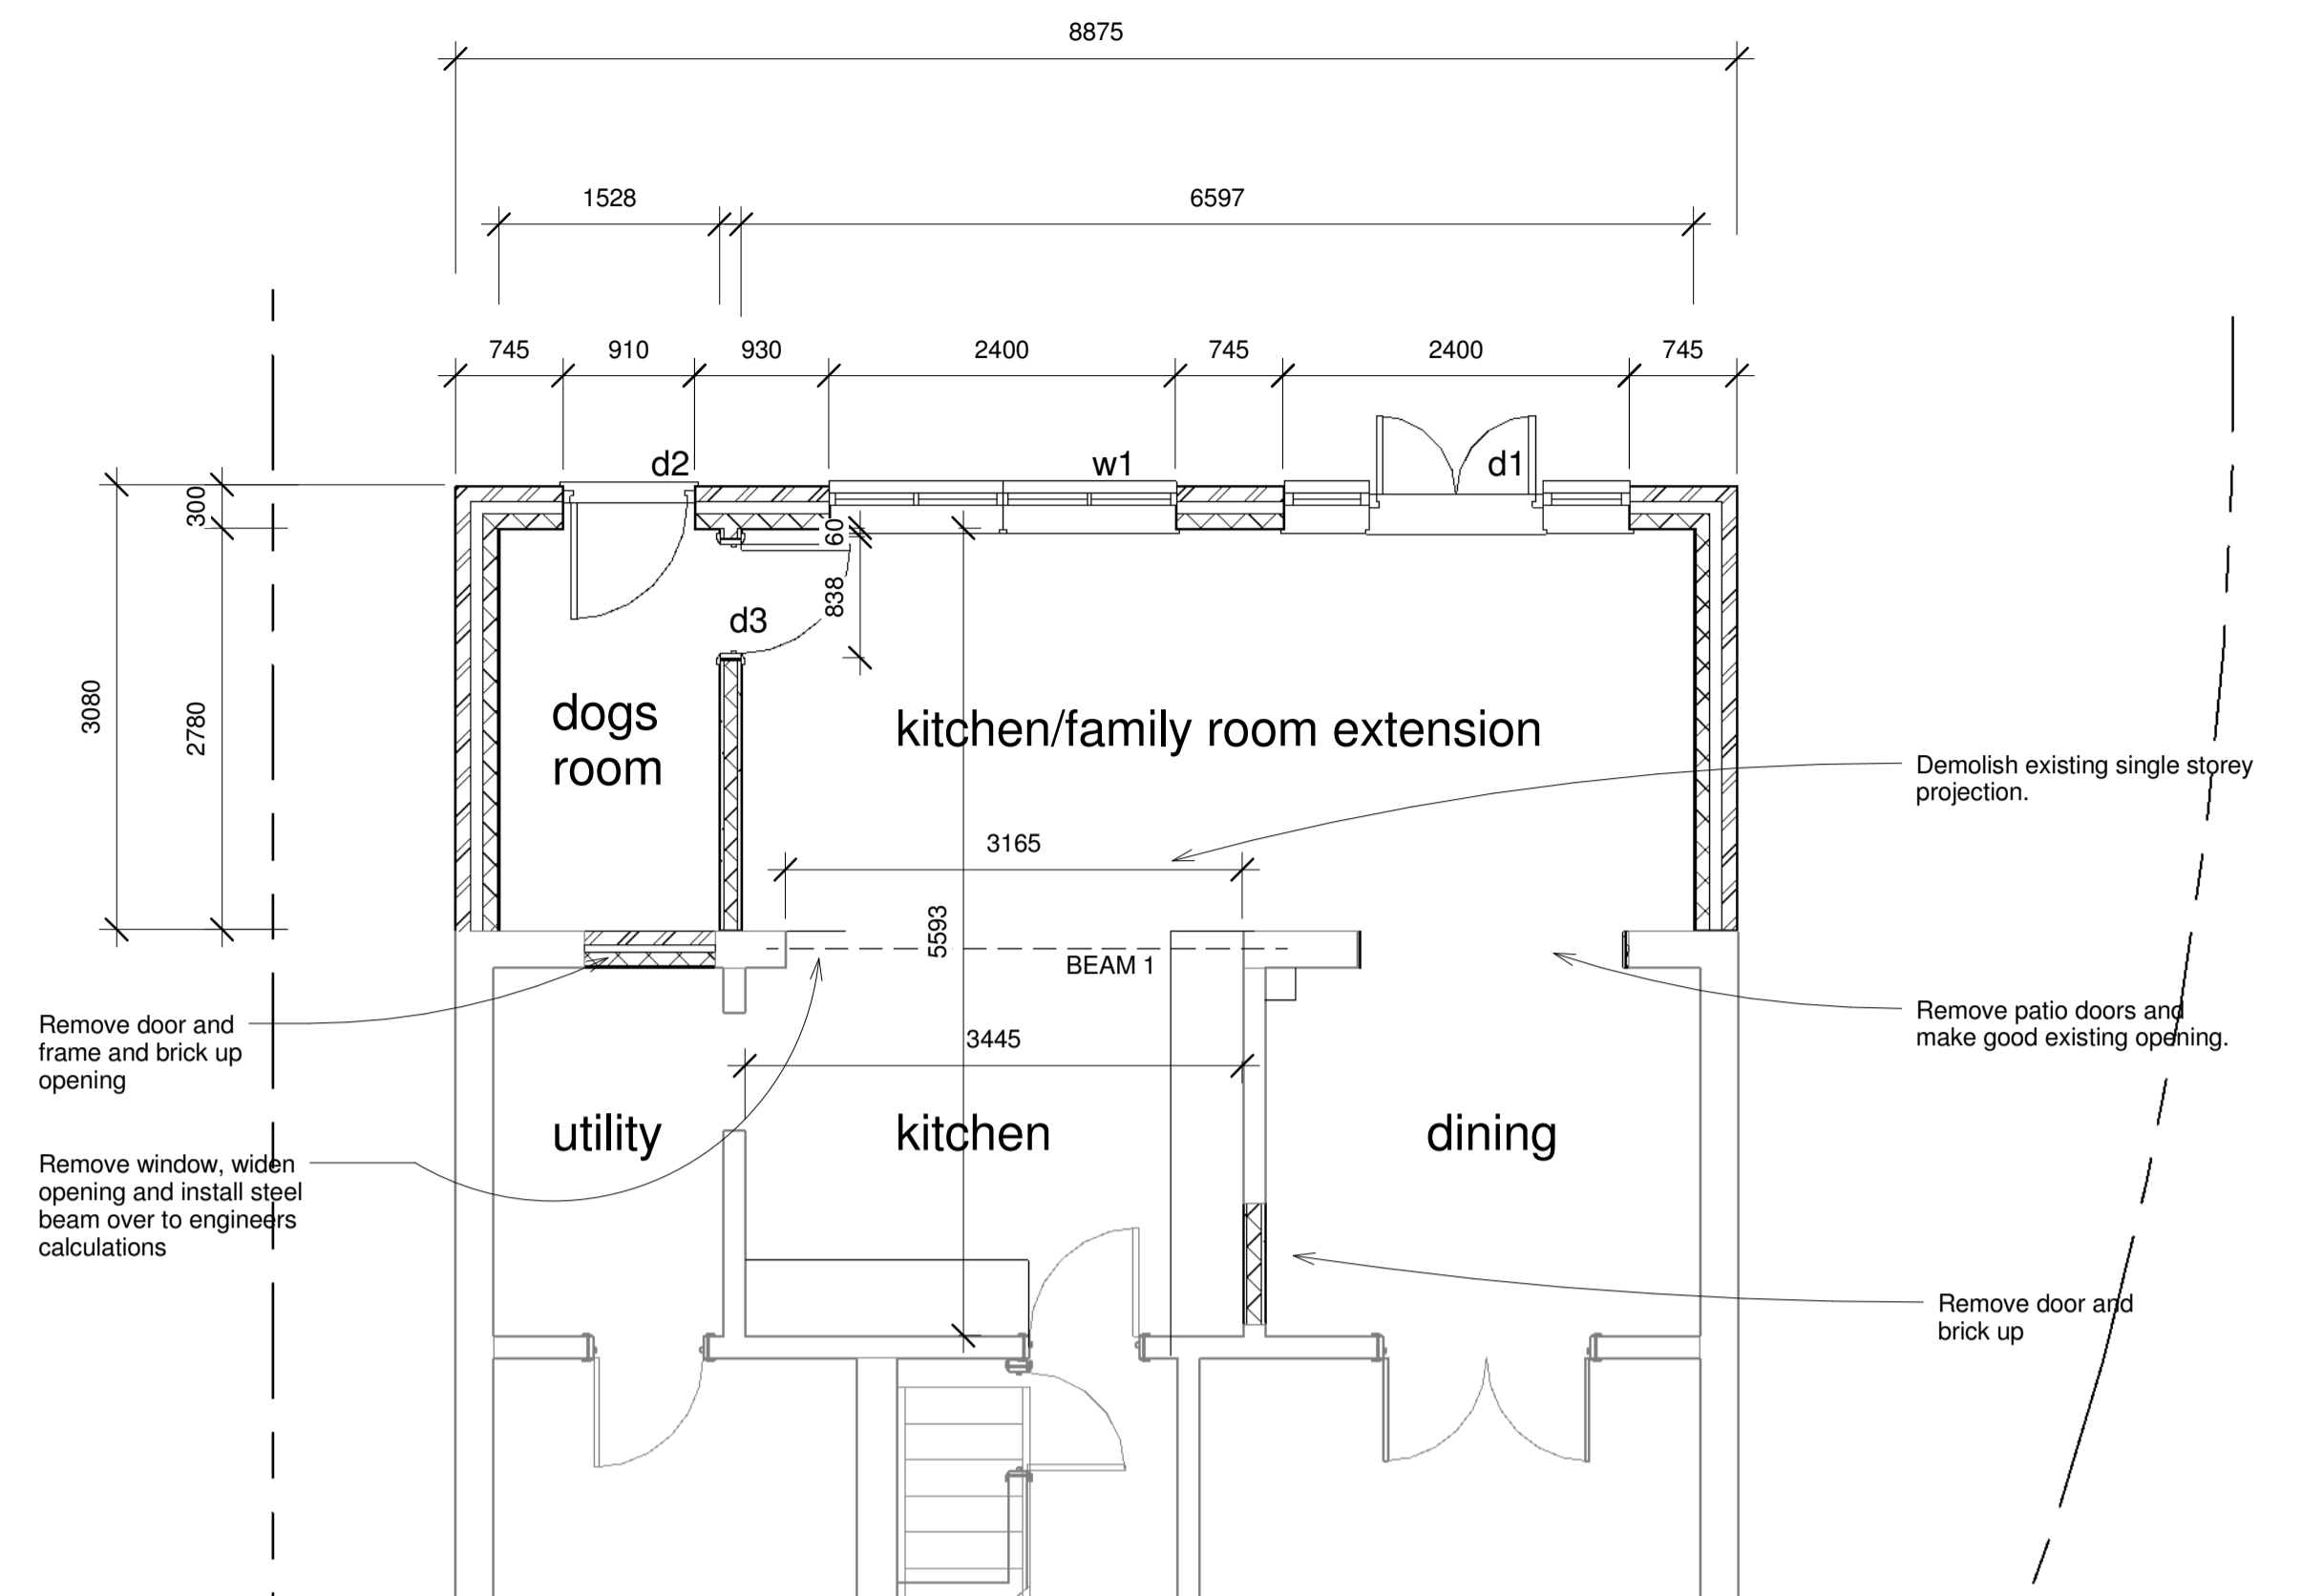 8875
1528
6597
745
910
930
2400
745
2400
745
d2
w1
d1
300
60
838
d3
3080
2780
dogs
room
kitchen/family room extension
Demolish existing single storey
projection.
3165
5593
BEAM 1
Remove door and
frame and brick up
opening
Remove patio doors and
make good existing opening.
3445
utility
kitchen
dining
Remove window, widen
opening and install steel
beam over to engineers
calculations
Remove door and
brick up